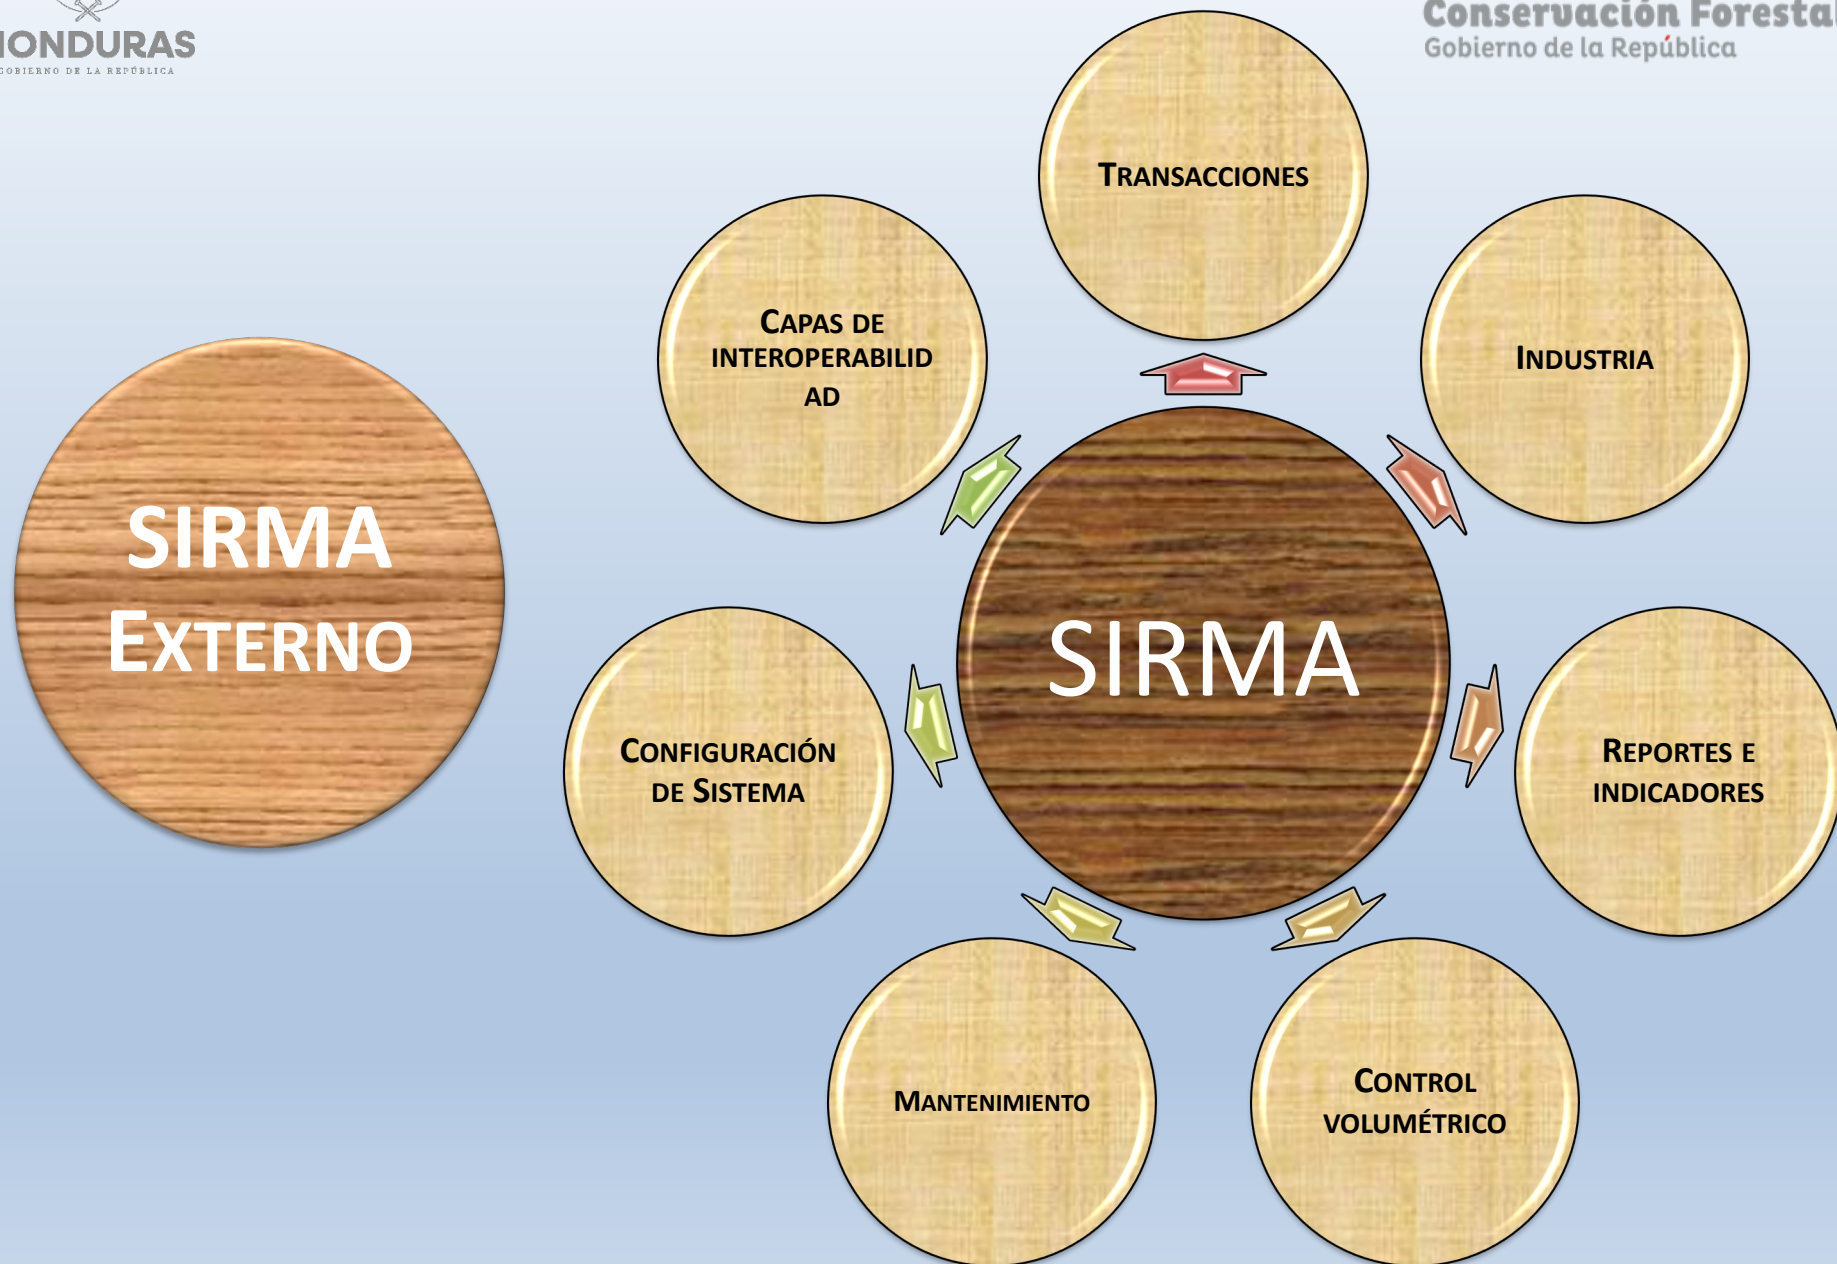 HONDURAS
GOBIERNO DE LA REPÚBLICA
Conservación Forestal
Gobierno de la República
TRANSACCIONES
CAPAS DE
INTEROPERABILID
AD
INDUSTRIA
SIRMA
EXTERNO
SIRMA
CONFIGURACIÓN
DE SISTEMA
REPORTES E
INDICADORES
MANTENIMIENTO
CONTROL
VOLUMÉTRICO